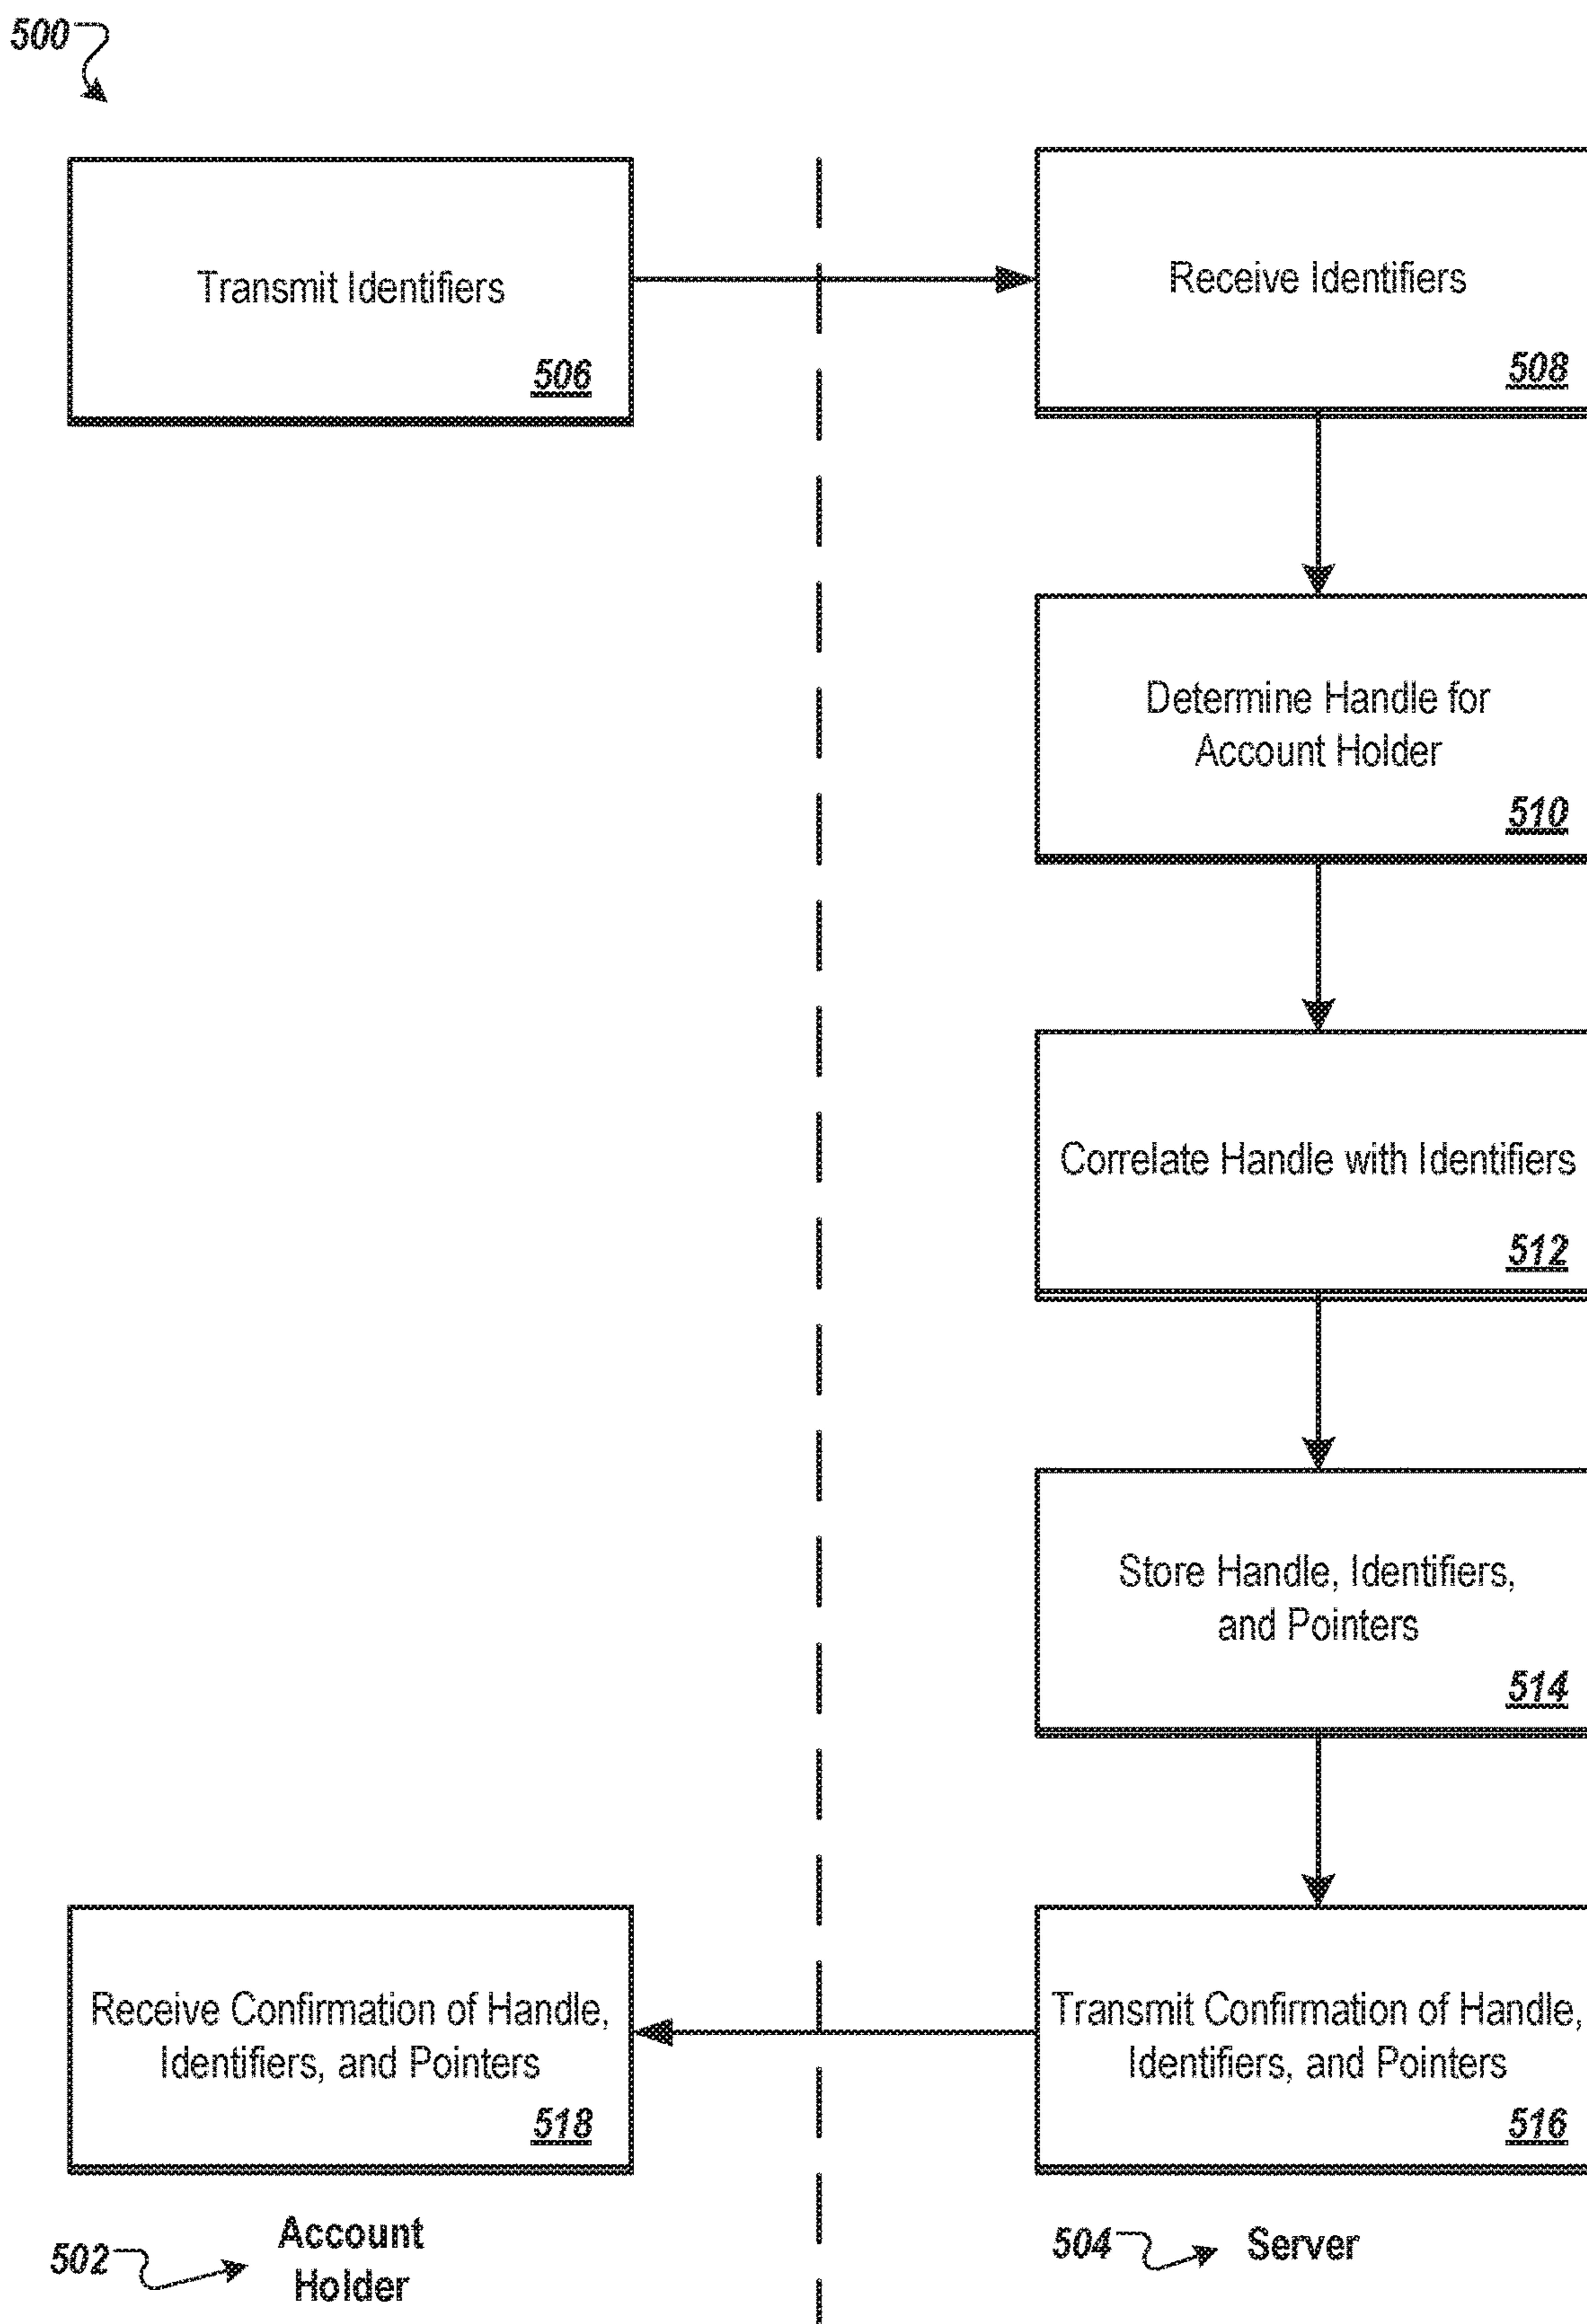 500
Transmit Identifiers
506
Receive Identifiers
508
Determine Handle for
Account Holder
510
Correlate Handle with Identifiers
512
Store Handle, Identifiers,
and Pointers
514
Transmit Confirmation of Handle,
Identifiers, and Pointers
516
Receive Confirmation of Handle,
Identifiers, and Pointers
518
502
Account
Holder
504
Server